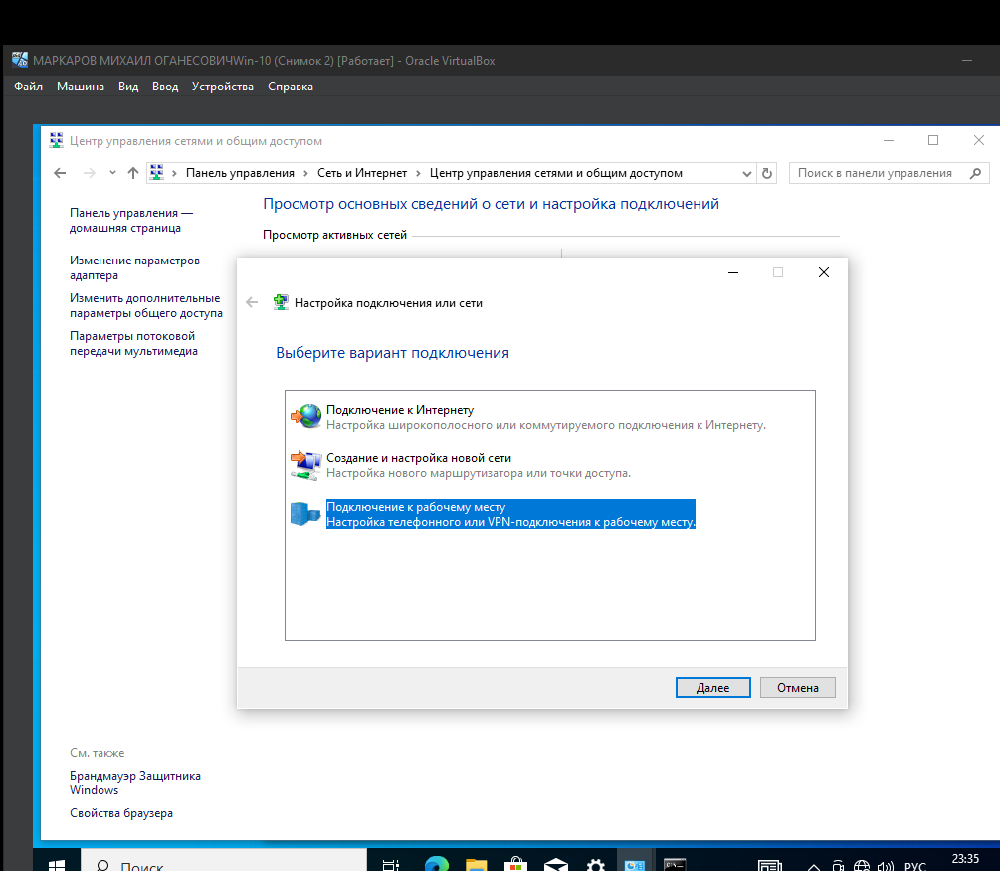 МАРКАРОВ МИХАИЛ ОГАНЕСОВИЧWin-10 (Снимок 2) [Работает] - Oracle VirtualBox
Файл Машина Вид Ввод Устройства Справка
Центр управления сетями и общим доступом
Панель управления Сеть и Интернет Центр управления сетями и общим доступом Поиск в панели управления
Панель управления —
домашняя страница
Изменение параметров
адаптера
Изменить дополнительные
параметры общего доступа
Параметры потоковой
передачи мультимедиа
Просмотр основных сведений о сети и настройка подключений
Просмотр активных сетей
Настройка подключения или сети
Выберите вариант подключения
Подключение к Интернету
Настройка широкополосного или коммутируемого подключения к Интернету.
Создание и настройка новой сети
Настройка нового маршрутизатора или точки доступа.
Подключение к рабочему месту
Настройка телефонного или VPN-подключения к рабочему месту.
Далее Отмена
См. также
Брандмауэр Защитника
Windows
Свойства браузера
Поиск
РУС
23:35